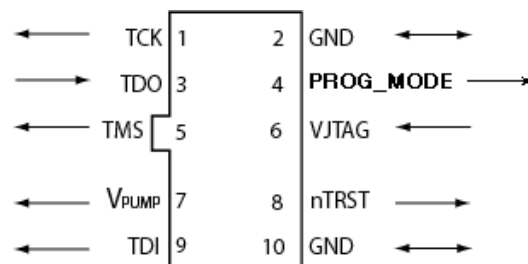 TCK 1 2 GND
TDO 3 4 PROG_MODE
TMS 5 6 VJTAG
VPUMP 7 8 nTRST
TDI 9 10 GND